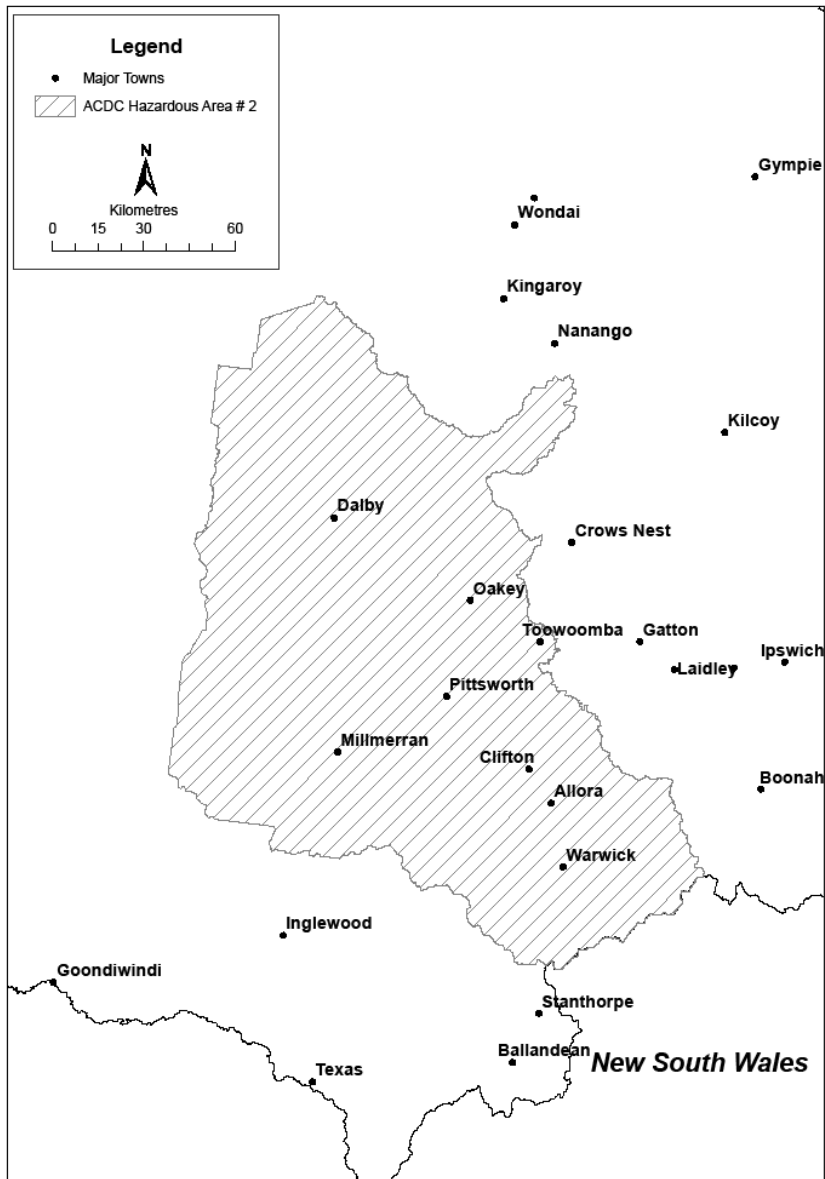 Legend
Major Towns
ACDC Hazardous Area # 2
N
Kilometres
0 15 30 60
Gympie
Wondai
Kingaroy
Nanango
Kilcoy
Dalby
Crows Nest
Oakey
Toowoomba
Gatton
Ipswich
Laidley
Pittsworth
Millmerran
Clifton
Boonah
Allora
Warwick
Inglewood
Goondiwindi
Stanthorpe
Ballandean
New South Wales
Texas